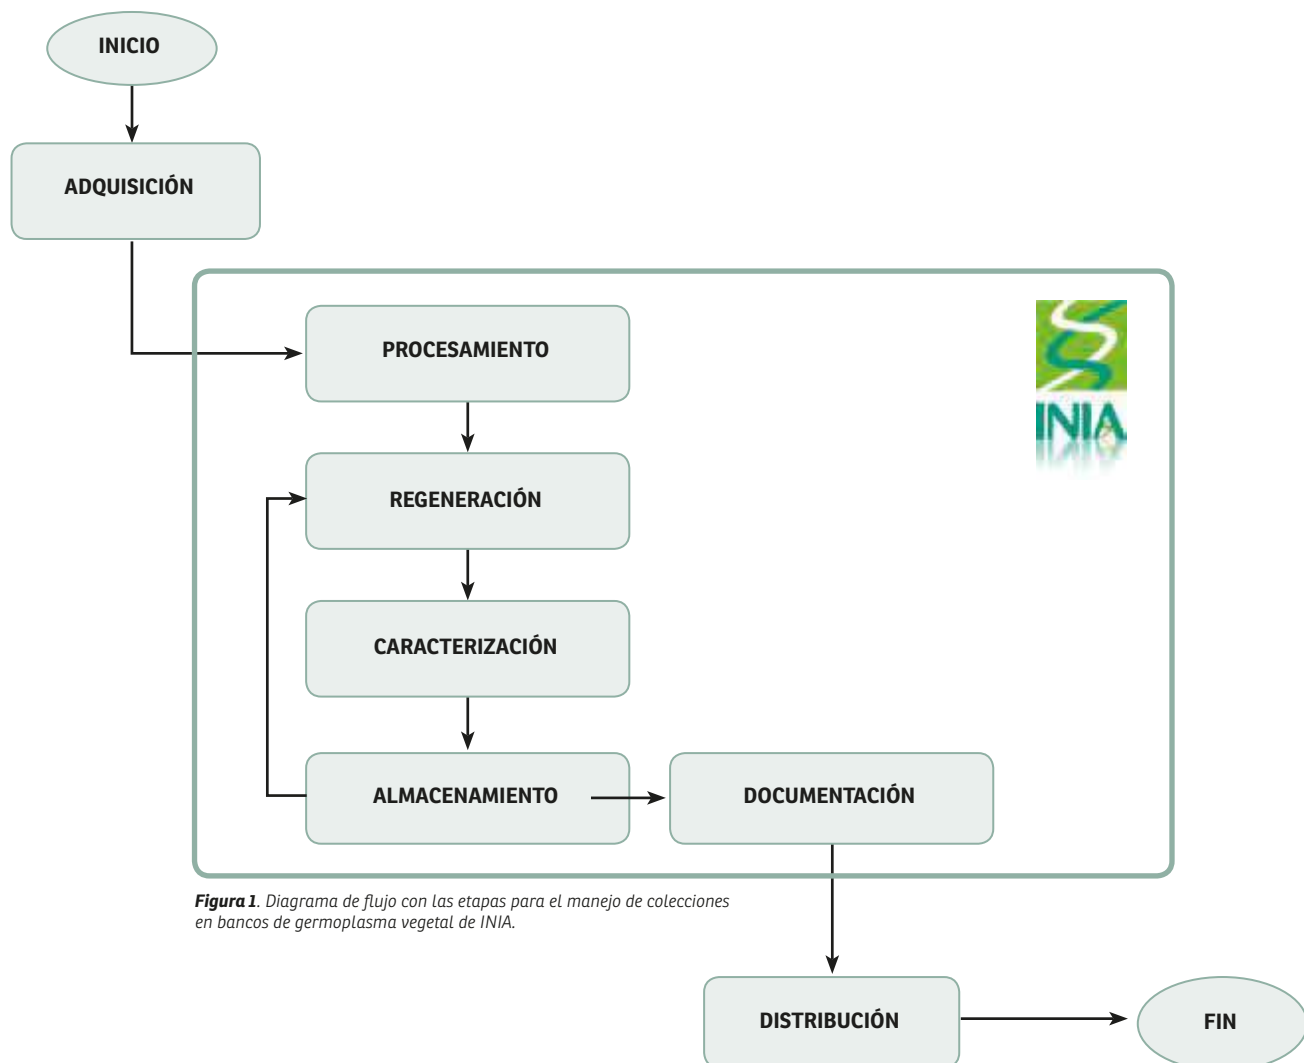 INICIO
ADQUISICIÓN
PROCESAMIENTO
INIA
REGENERACIÓN
CARACTERIZACIÓN
ALMACENAMIENTO
DOCUMENTACIÓN
Figura 1. Diagrama de flujo con las etapas para el manejo de colecciones
en bancos de germoplasma vegetal de INIA.
DISTRIBUCIÓN
FIN